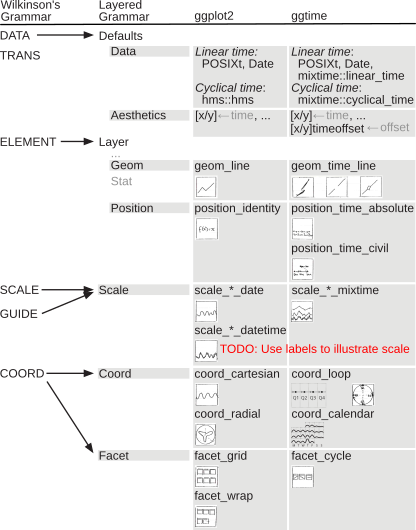 Wilkinson's Grammar
Layered Grammar
ggplot2
ggtime
DATA
Defaults
TRANS
Data
Linear time:
POSIXt, Date
Cyclical time:
hms::hms
Linear time:
POSIXt, Date,
mixtime::linear_time
Cyclical time:
mixtime::cyclical_time
Aesthetics
[x/y]←time, ...
[x/y]←time, ...
[x/y]timeoffset←offset
ELEMENT
Layer
...
Geom
geom_line
geom_time_line
Stat
Position
position_identity
f(x)=x
position_time_absolute
position_time_civil
SCALE
GUIDE
Scale
scale_*_date
scale_*_mixtime
scale_*_datetime
TODO: Use labels to illustrate scale
COORD
Coord
coord_cartesian
coord_loop
Q1 Q2 Q3 Q4
coord_radial
coord_calendar
Facet
facet_grid
facet_cycle
facet_wrap